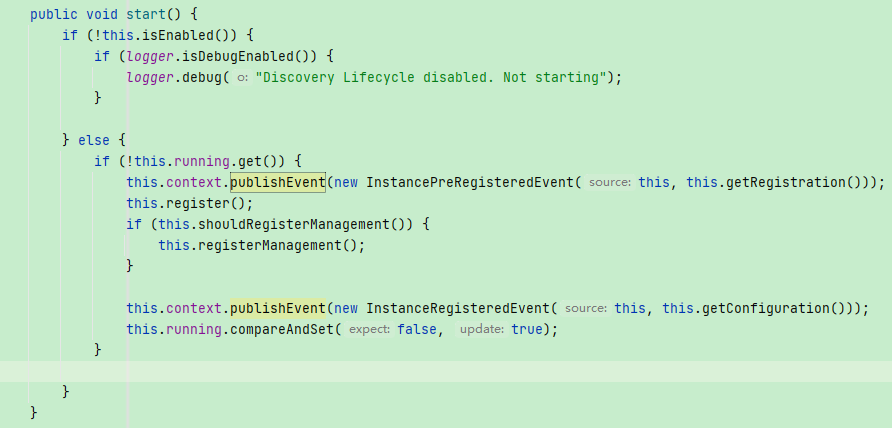 public void start() {
if (!this.isEnabled()) {
if (logger.isDebugEnabled()) {
logger.debug( o: "Discovery Lifecycle disabled. Not starting");
}
} else {
if (!this.running.get()) {
this.context.publishEvent(new InstancePreRegisteredEvent( source: this, this.getRegistration()));
this.register();
if (this.shouldRegisterManagement()) {
this.registerManagement();
}
this.context.publishEvent(new InstanceRegisteredEvent( source: this, this.getConfiguration()));
this.running.compareAndSet( expect: false, update: true);
}
}
}